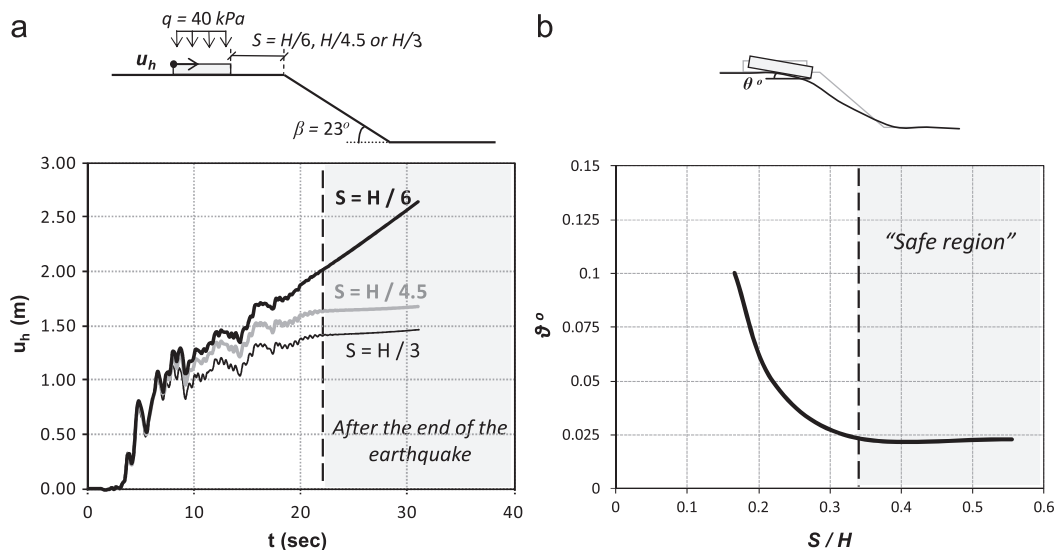 a
q = 40 kPa
S = H/6, H/4.5 or H/3
u_h
β = 23°
3.00
2.50
2.00
1.50
1.00
0.50
0.00
u_h (m)
S = H / 6
S = H / 4.5
S = H / 3
After the end of the
earthquake
0
10
20
30
40
t (sec)
b
θ°
0.15
0.125
0.1
0.075
0.05
0.025
0
ϑ°
“Safe region”
0
0.1
0.2
0.3
0.4
0.5
0.6
S / H